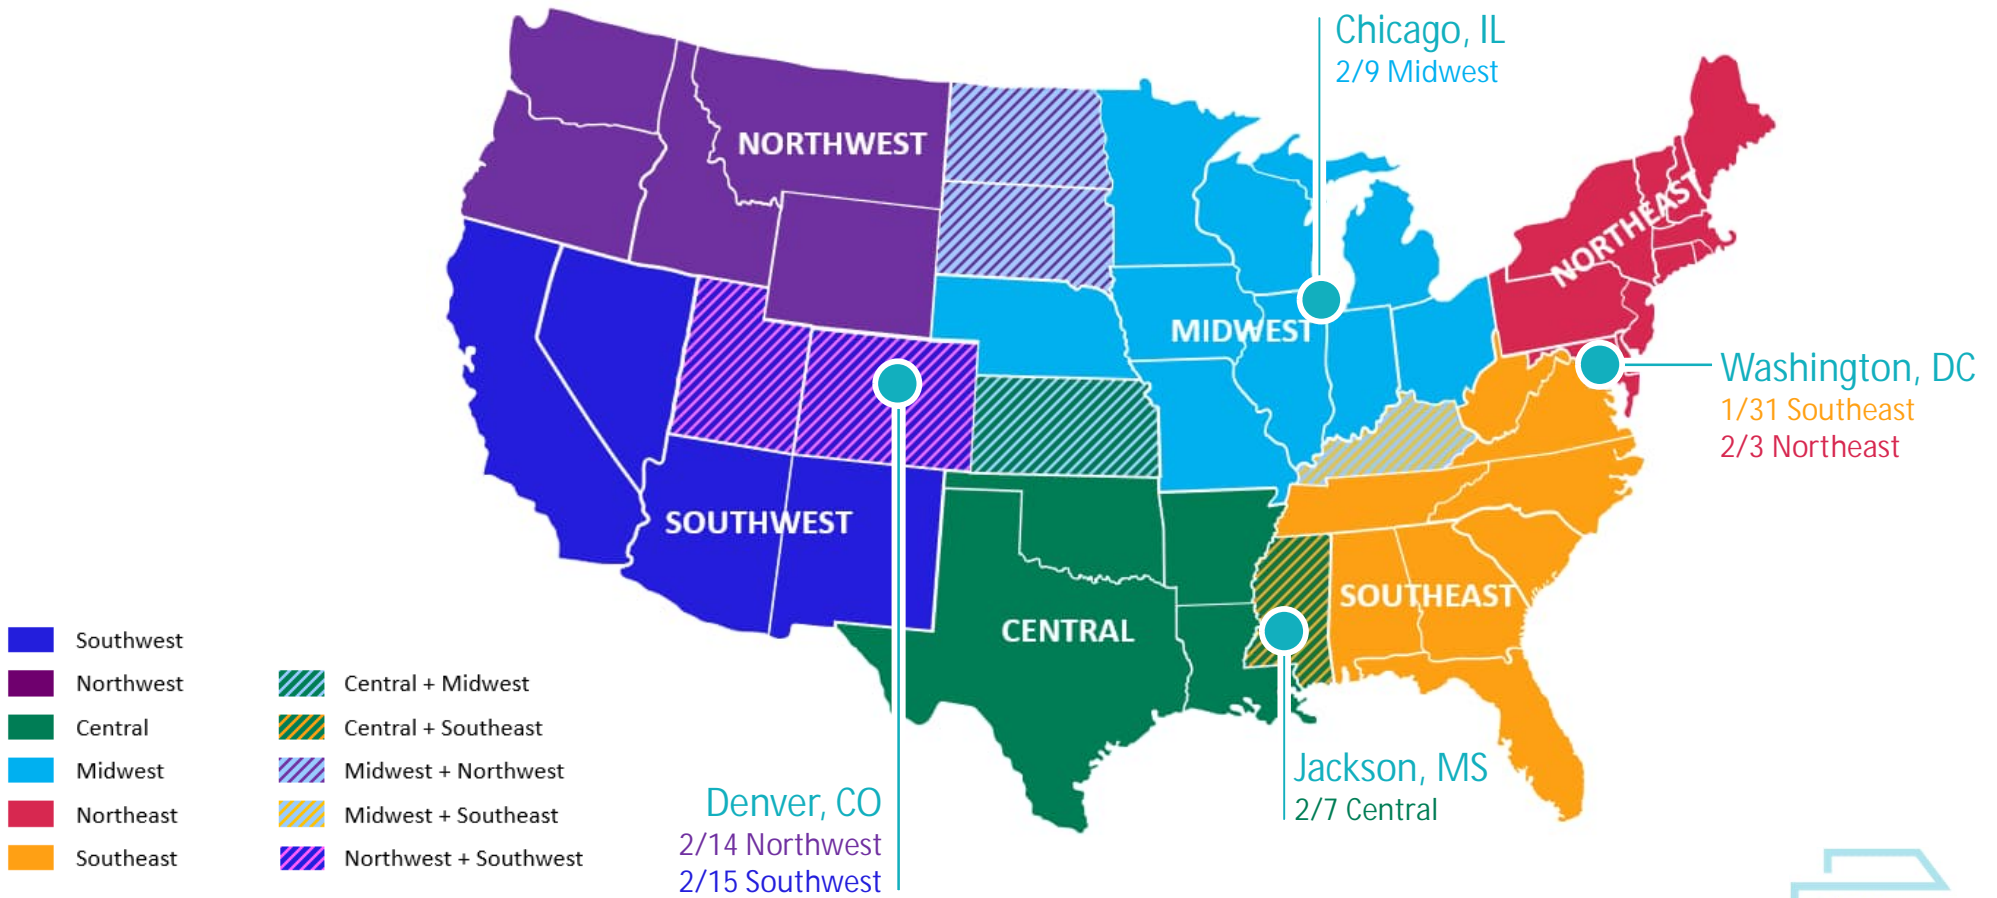 Chicago, IL
2/9 Midwest
NORTHWEST
NORTHEAST
MIDWEST
Washington, DC
1/31 Southeast
2/3 Northeast
SOUTHWEST
SOUTHEAST
CENTRAL
Jackson, MS
2/7 Central
Denver, CO
2/14 Northwest
2/15 Southwest
Southwest
Northwest
Central
Midwest
Northeast
Southeast
Central + Midwest
Central + Southeast
Midwest + Northwest
Midwest + Southeast
Northwest + Southwest